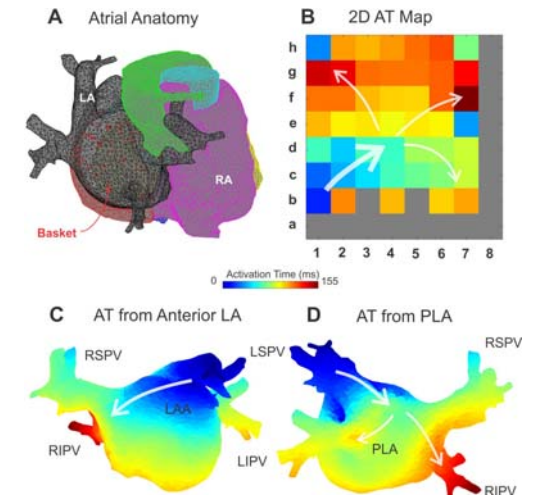 A Atrial Anatomy
LA
RA
Basket
B 2D AT Map
h
g
f
e
d
c
b
a
1 2 3 4 5 6 7 8
0 155
Activation Time (ms)
C AT from Anterior LA
RSPV
LSPV
LAA
RIPV
LIPV
D AT from PLA
RSPV
PLA
RIPV